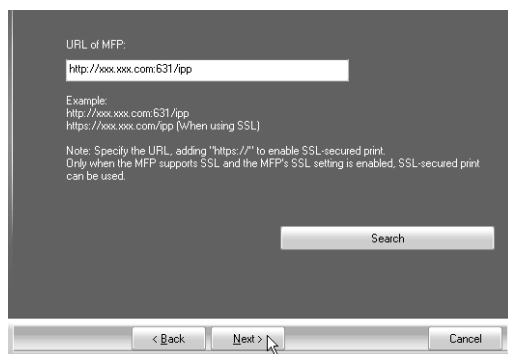 URL of MFP:
http://xxx.xxx.com:631/ipp
Example:
http://xxx.xxx.com:631/ipp
https://xxx.xxx.com/ipp (When using SSL)
Note: Specify the URL, adding "https://" to enable SSL-secured print.
Only when the MFP supports SSL and the MFP's SSL setting is enabled, SSL-secured print
can be used.
Search
< Back Next > Cancel